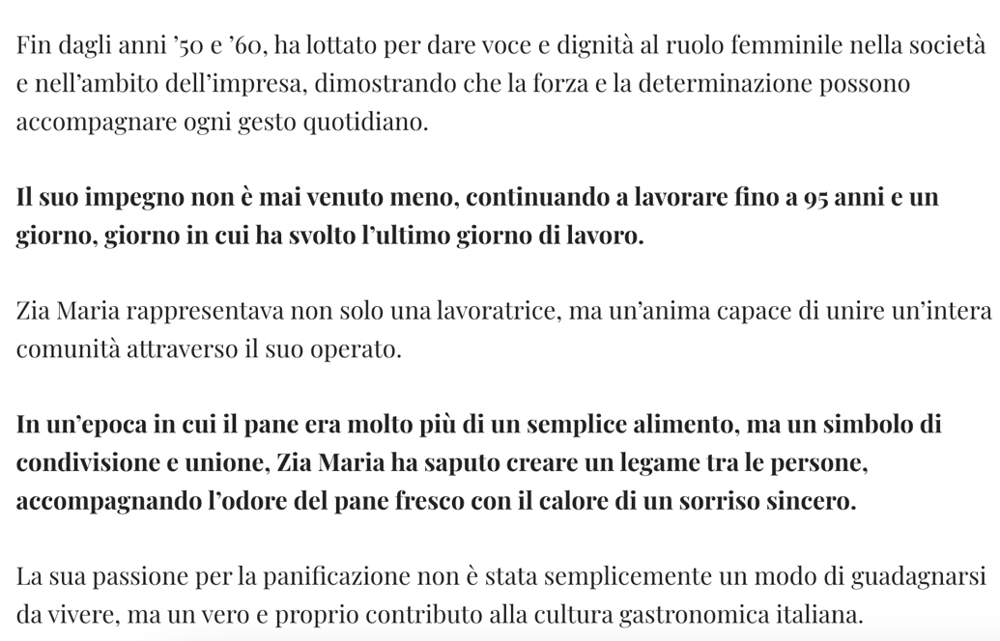 Fin dagli anni ’50 e ’60, ha lottato per dare voce e dignità al ruolo femminile nella società
e nell’ambito dell’impresa, dimostrando che la forza e la determinazione possono
accompagnare ogni gesto quotidiano.
Il suo impegno non è mai venuto meno, continuando a lavorare fino a 95 anni e un
giorno, giorno in cui ha svolto l’ultimo giorno di lavoro.
Zia Maria rappresentava non solo una lavoratrice, ma un’anima capace di unire un’intera
comunità attraverso il suo operato.
In un’epoca in cui il pane era molto più di un semplice alimento, ma un simbolo di
condivisione e unione, Zia Maria ha saputo creare un legame tra le persone,
accompagnando l’odore del pane fresco con il calore di un sorriso sincero.
La sua passione per la panificazione non è stata semplicemente un modo di guadagnarsi
da vivere, ma un vero e proprio contributo alla cultura gastronomica italiana.